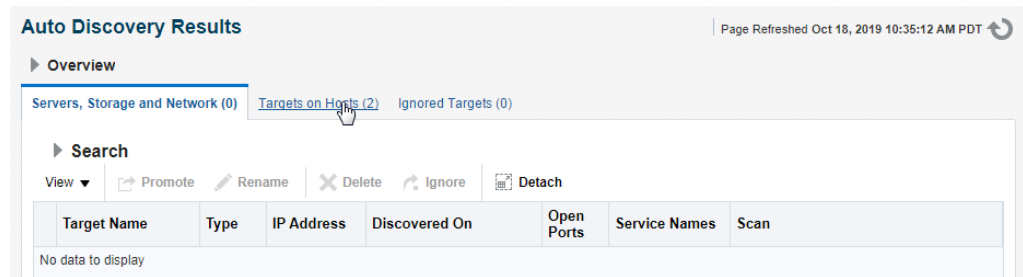 Auto Discovery Results
Page Refreshed Oct 18, 2019 10:35:12 AM PDT
Overview
Servers, Storage and Network (0) Targets on Hosts (2) Ignored Targets (0)
Search
View Promote Rename Delete Ignore Detach
Target Name Type IP Address Discovered On Open Ports Service Names Scan
No data to display